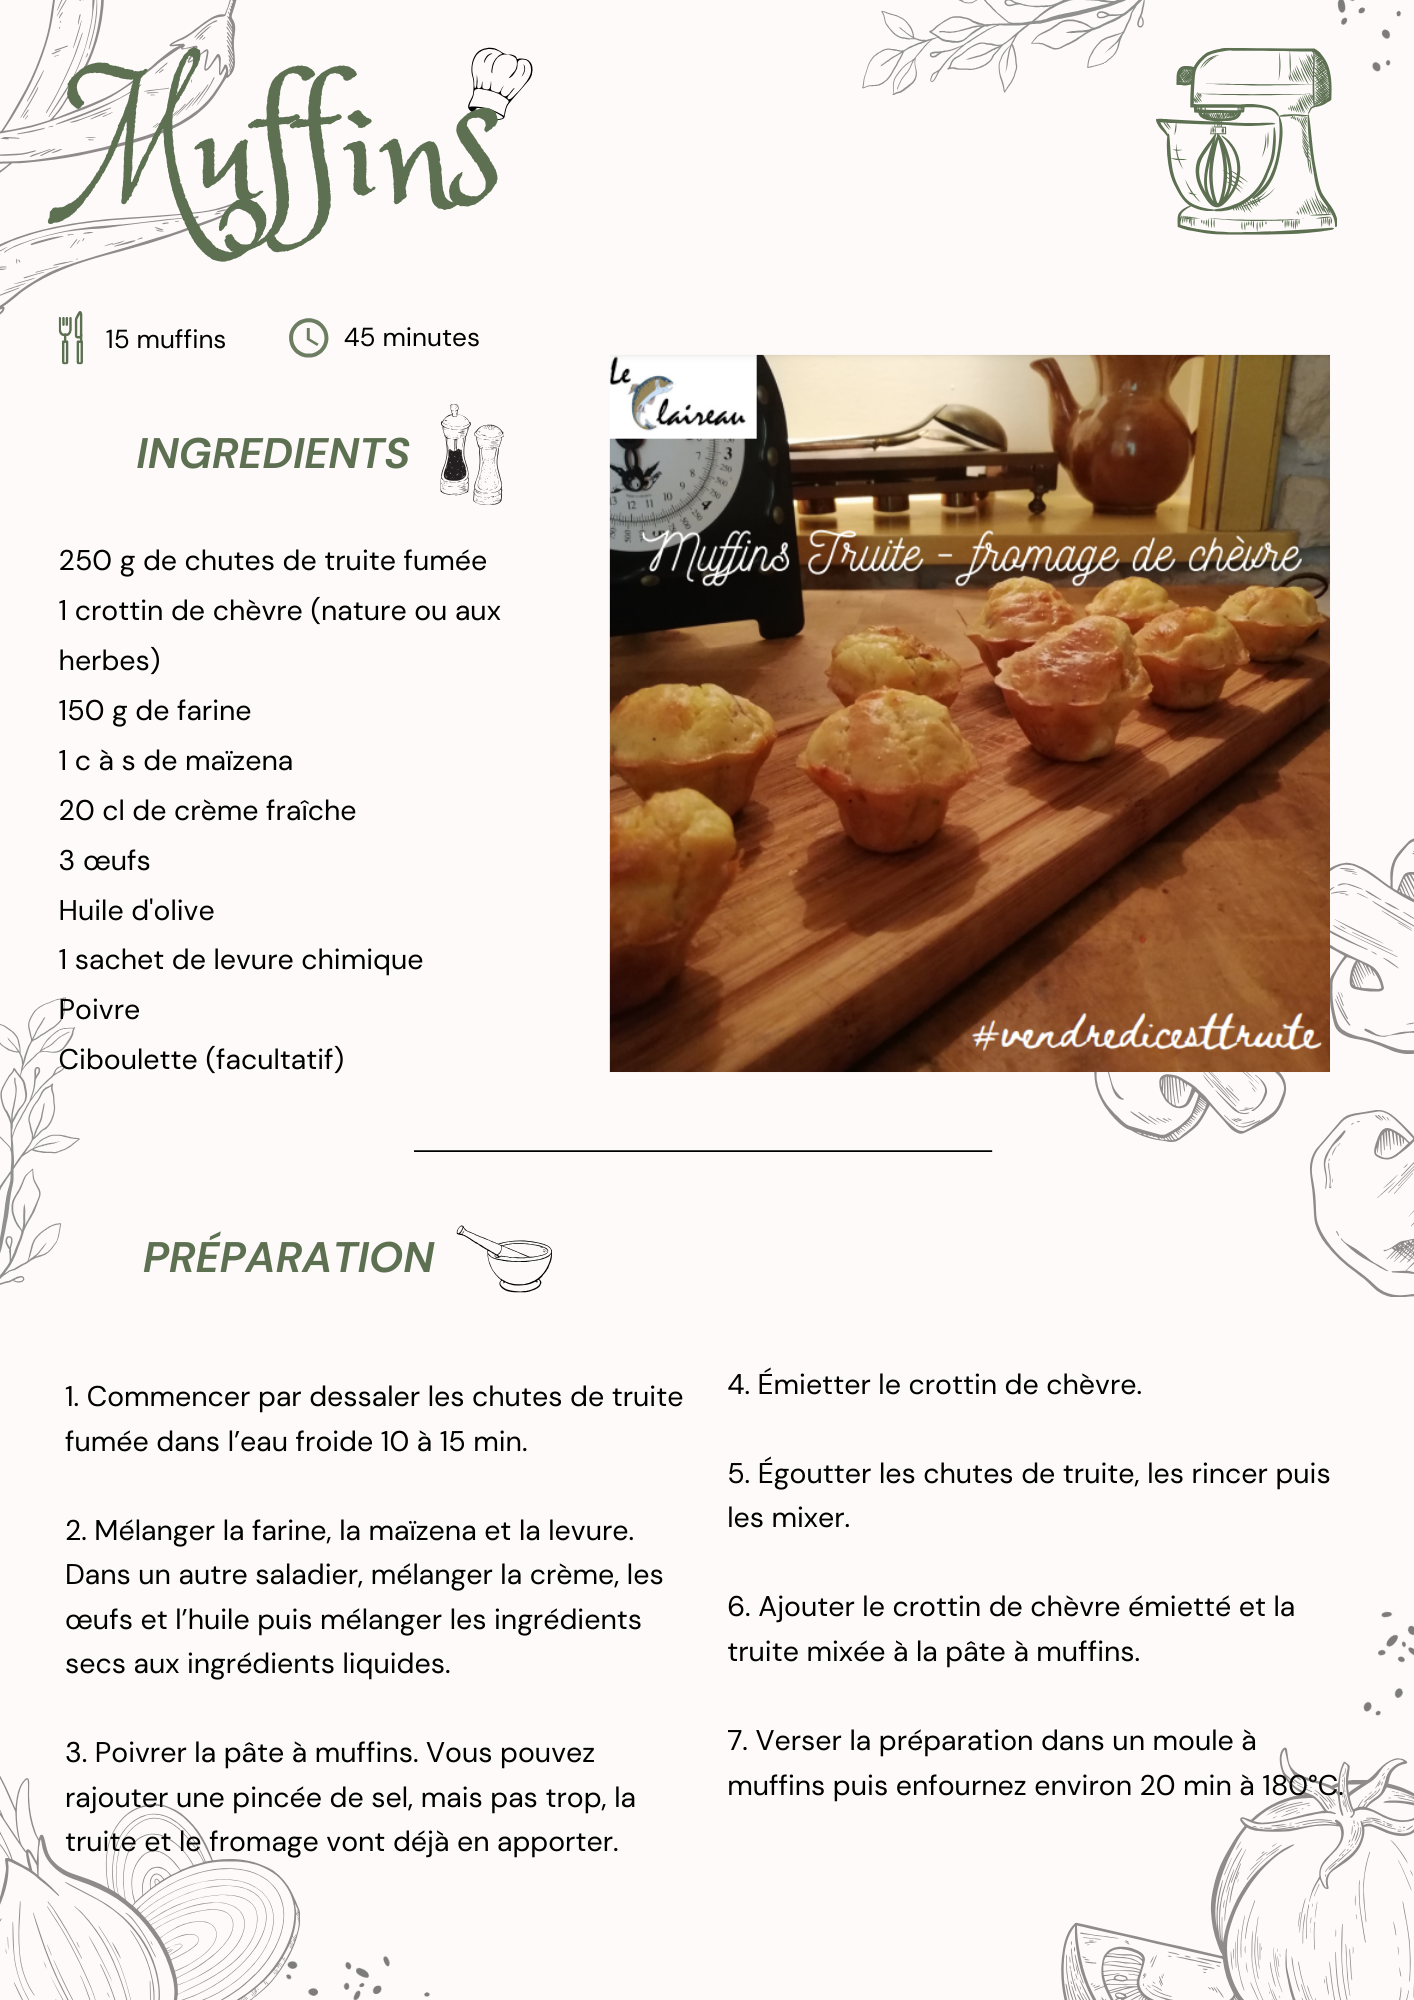 Muffins
15 muffins
45 minutes
INGREDIENTS
250 g de chutes de truite fumée
1 crottin de chèvre (nature ou aux
herbes)
150 g de farine
1 c à s de maïzena
20 cl de crème fraîche
3 œufs
Huile d'olive
1 sachet de levure chimique
Poivre
Ciboulette (facultatif)
Le
Claireau
Muffins Truite - fromage de chèvre
#vendredicesttruite
PRÉPARATION
1. Commencer par dessaler les chutes de truite
fumée dans l’eau froide 10 à 15 min.
2. Mélanger la farine, la maïzena et la levure.
Dans un autre saladier, mélanger la crème, les
œufs et l’huile puis mélanger les ingrédients
secs aux ingrédients liquides.
3. Poivrer la pâte à muffins. Vous pouvez
rajouter une pincée de sel, mais pas trop, la
truite et le fromage vont déjà en apporter.
4. Émietter le crottin de chèvre.
5. Égoutter les chutes de truite, les rincer puis
les mixer.
6. Ajouter le crottin de chèvre émietté et la
truite mixée à la pâte à muffins.
7. Verser la préparation dans un moule à
muffins puis enfournez environ 20 min à 180°C.